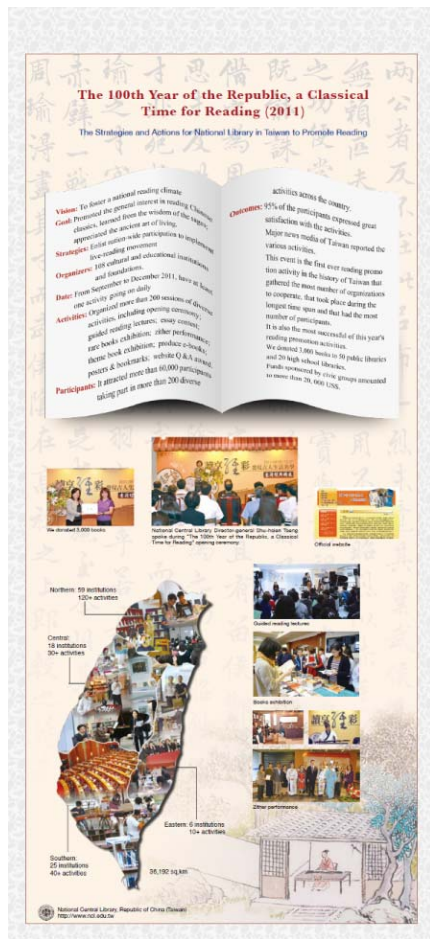 The 100th Year of the Republic, a Classical
Time for Reading (2011)
The Strategies and Actions for National Library in Taiwan to Promote Reading
Vision: To foster a national reading climate
Goal: Promoted the general interest in reading Chinese
classics, learned from the wisdom of the sages,
appreciated the ancient art of living.
Strategies: Enlist nation-wide participation to implement
live-reading movement
Organizers: 108 cultural and educational institutions
and foundations.
Date: From September to December 2011, have at least
one activity going on daily
Activities: Organized more than 200 sessions of diverse
activities, including opening ceremony;
guided reading lectures; essay contest;
rare books exhibition; zither performance;
theme book exhibition; produce e-books;
posters & bookmarks; website Q & A award.
Participants: It attracted more than 60,000 participants
taking part in more than 200 diverse
activities across the country.
Outcomes: 95% of the participants expressed great
satisfaction with the activities.
Major news media of Taiwan reported the
various activities.
This event is the first ever reading promo
tion activity in the history of Taiwan that
gathered the most number of organizations
to cooperate, that took place during the
longest time span and that had the most
number of participants.
It is also the most successful of this year's
reading promotion activities.
We donated 3,000 books to 50 public libraries
and 20 high school libraries.
Funds sponsored by civic groups amounted
to more than 20, 000 US$.
We donated 3,000 books
National Central Library Director-general Shu-hsien Tseng
spoke during "The 100th Year of the Republic, a Classical
Time for Reading" opening ceremony
Official website
Northern: 59 institutions
120+ activities
Central:
18 institutions
30+ activities
Guided reading lectures
Books exhibition
Eastern: 6 institutions
10+ activities
Zither performance
Southern:
25 institutions
40+ activities
36,192 sq.km
National Central Library, Republic of China (Taiwan)
http://www.ncl.edu.tw